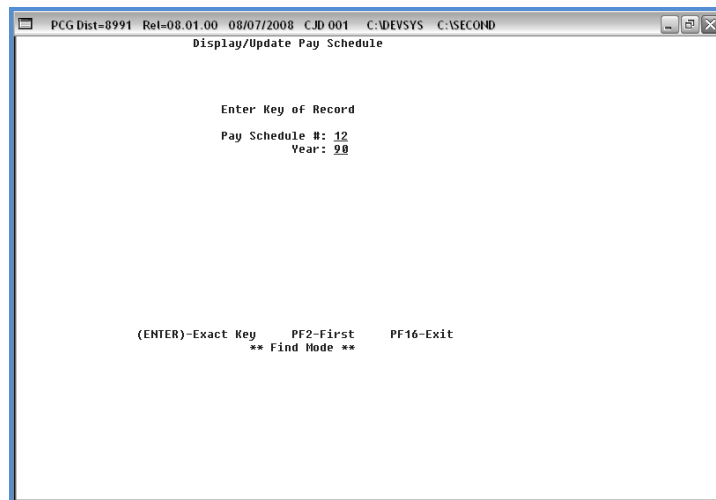 PCG Dist=8991 Rel=08.01.00 08/07/2008 CJD 001 C:\DEVSYS C:\SECOND
Display/Update Pay Schedule
Enter Key of Record
Pay Schedule #: 12
Year: 90
(ENTER)-Exact Key PF2-First PF16-Exit
** Find Mode **